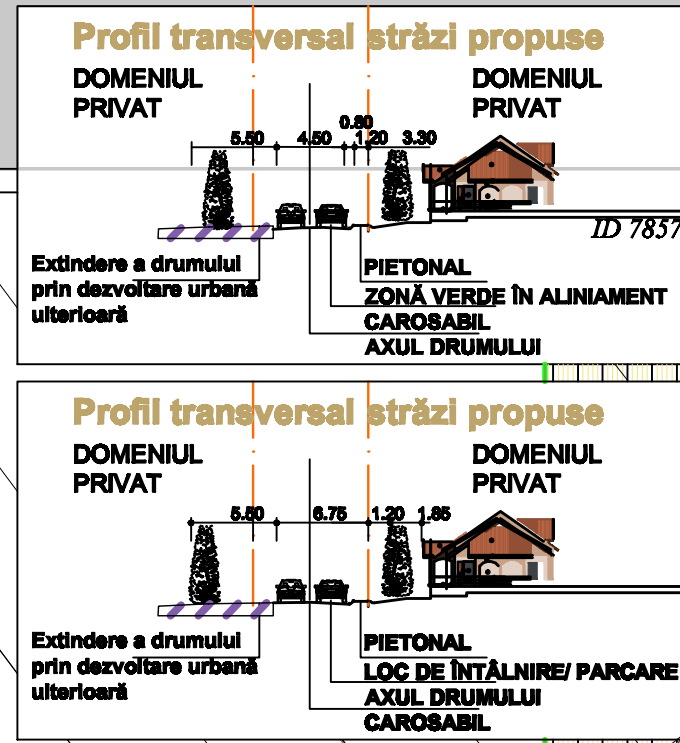 Profil transversal străzi propuse
DOMENIUL
PRIVAT
DOMENIUL
PRIVAT
0.80
5.50 4.50 1.20 3.30
ID 7857
Extindere a drumului
prin dezvoltare urbană
ulterioară
PIETONAL
ZONĂ VERDE ÎN ALINIAMENT
CAROSABIL
AXUL DRUMULUI
Profil transversal străzi propuse
DOMENIUL
PRIVAT
DOMENIUL
PRIVAT
5.50 6.75 1.20 1.85
Extindere a drumului
prin dezvoltare urbană
ulterioară
PIETONAL
LOC DE ÎNTÂLNIRE/ PARCARE
AXUL DRUMULUI
CAROSABIL